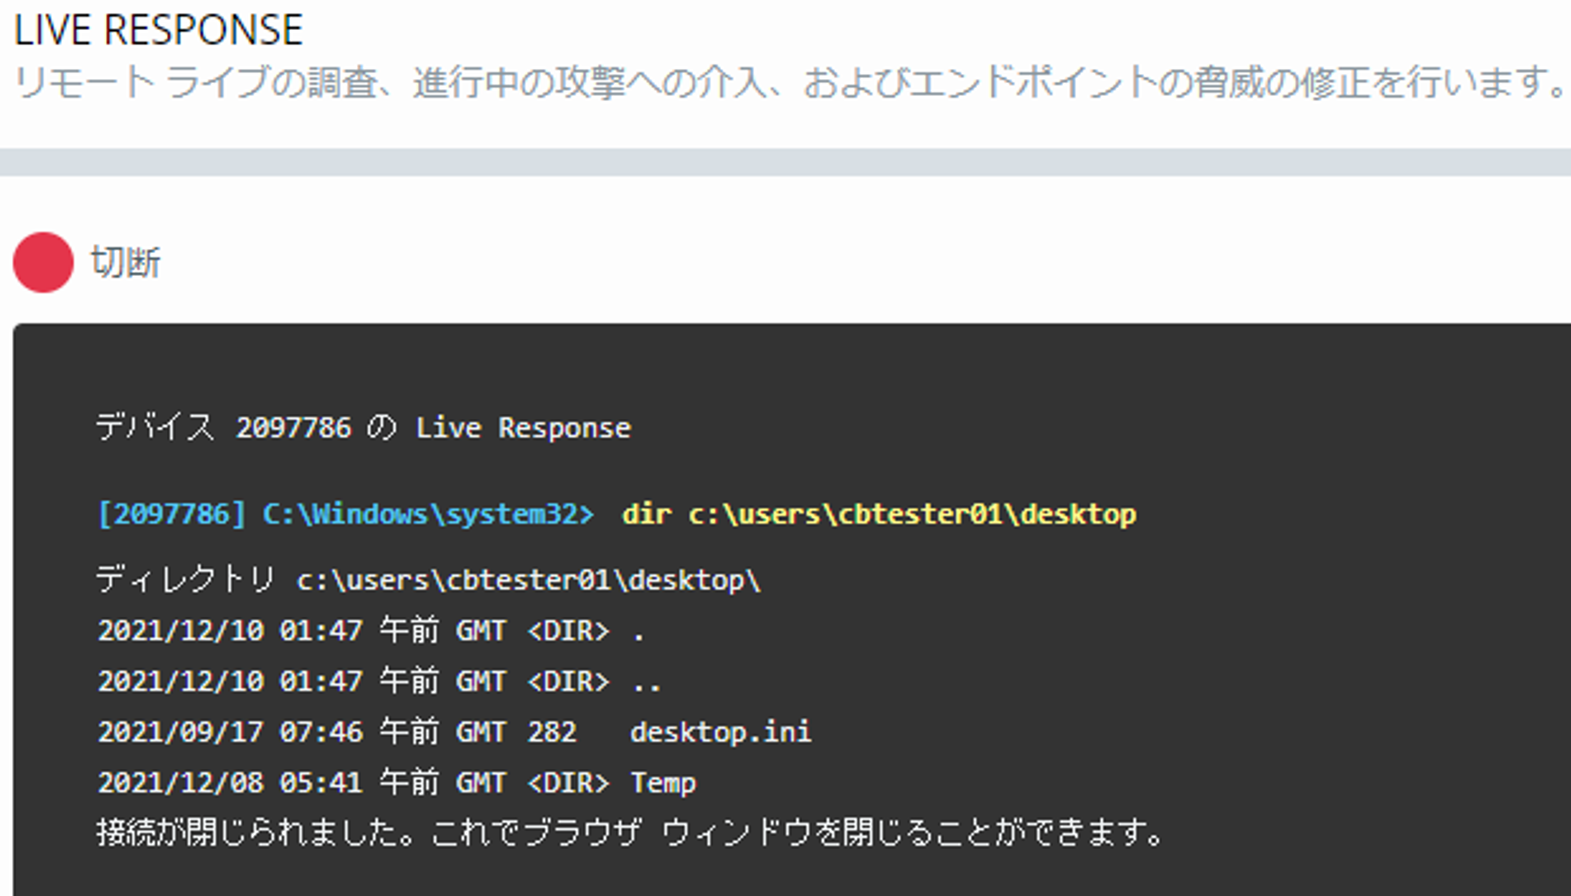 LIVE RESPONSE
リモート ライブの調査、進行中の攻撃への介入、およびエンドポイントの脅威の修正を行います。
切断
デバイス 2097786 の Live Response
[2097786] C:\Windows\system32> dir c:\users\cbtester01\desktop
ディレクトリ c:\users\cbtester01\desktop\
2021/12/10 01:47 午前 GMT <DIR> .
2021/12/10 01:47 午前 GMT <DIR> ..
2021/09/17 07:46 午前 GMT 282 desktop.ini
2021/12/08 05:41 午前 GMT <DIR> Temp
接続が閉じられました。これでブラウザ ウィンドウを閉じることができます。